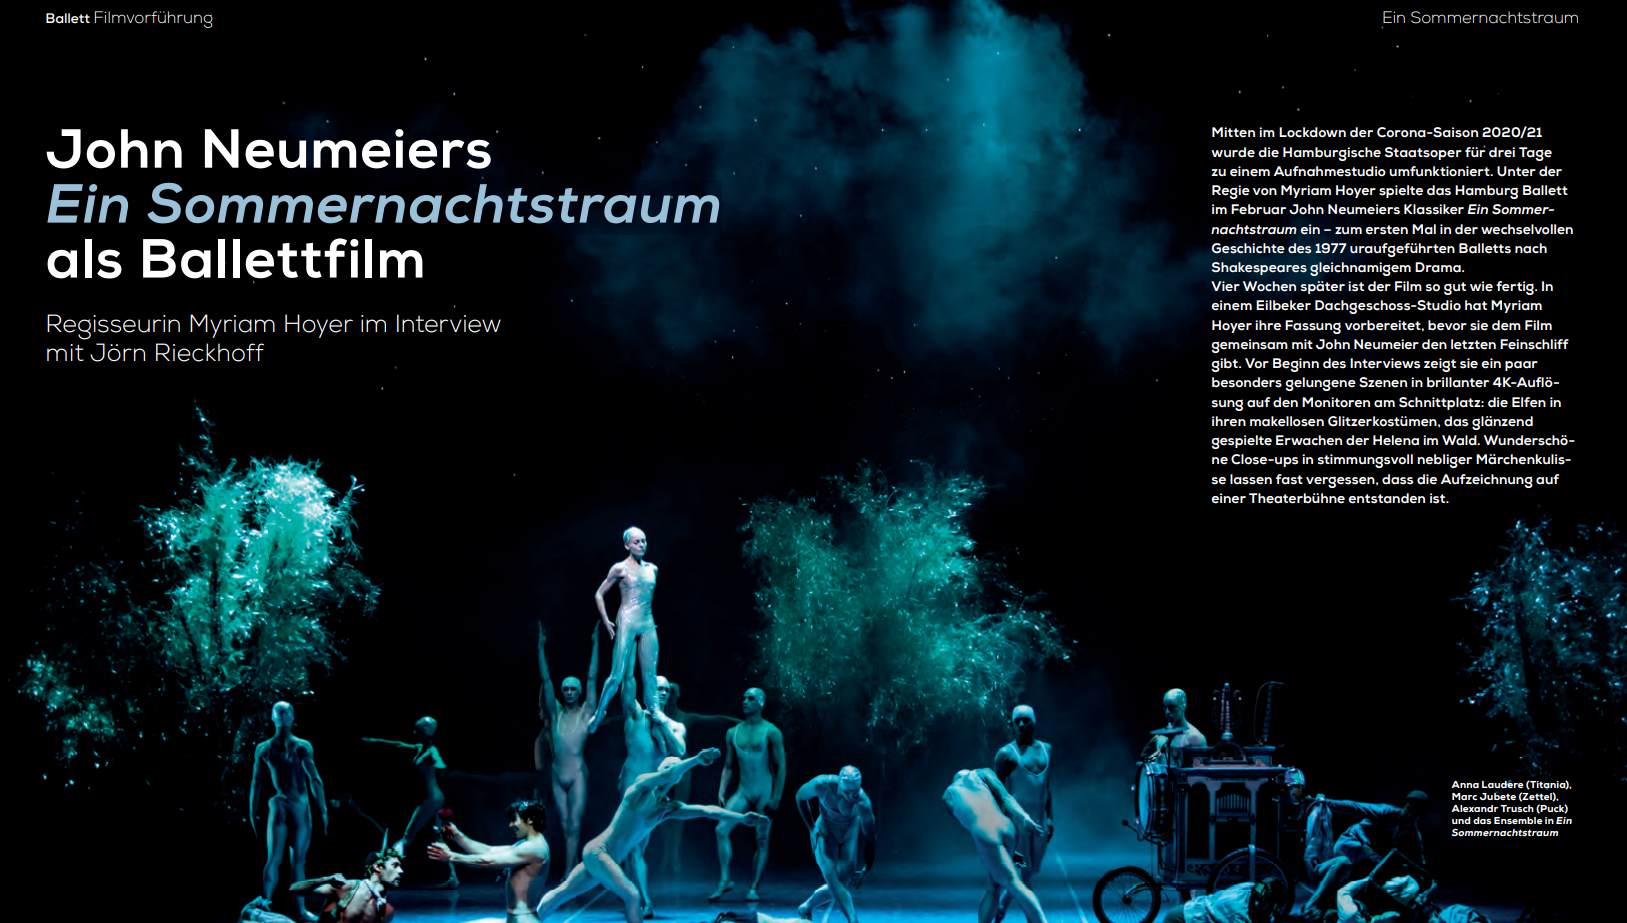 Ballett Filmvorführung
Ein Sommernachtstraum
John Neumeiers
Ein Sommernachtstraum
als Ballettfilm
Regisseurin Myriam Hoyer im Interview
mit Jörn Rieckhoff
Mitten im Lockdown der Corona-Saison 2020/21
wurde die Hamburgische Staatsoper für drei Tage
zu einem Aufnahmestudio umfunktioniert. Unter der
Regie von Myriam Hoyer spielte das Hamburg Ballett
im Februar John Neumeiers Klassiker Ein Sommer-
nachtstraum ein – zum ersten Mal in der wechselvollen
Geschichte des 1977 uraufgeführten Balletts nach
Shakespeares gleichnamigem Drama.
Vier Wochen später ist der Film so gut wie fertig. In
einem Eilbeker Dachgeschoss-Studio hat Myriam
Hoyer ihre Fassung vorbereitet, bevor sie dem Film
gemeinsam mit John Neumeier den letzten Feinschliff
gibt. Vor Beginn des Interviews zeigt sie ein paar
besonders gelungene Szenen in brillanter 4K-Auflö-
sung auf den Monitoren am Schnittplatz: die Elfen in
ihren makellosen Glitzerkostümen, das glänzend
gespielte Erwachen der Helena im Wald. Wunderschö-
ne Close-ups in stimmungsvoll nebliger Märchenkulis-
se lassen fast vergessen, dass die Aufzeichnung auf
einer Theaterbühne entstanden ist.
Anna Laudere (Titania),
Marc Jubete (Zettel),
Alexandr Trusch (Puck)
und das Ensemble in Ein
Sommernachtstraum